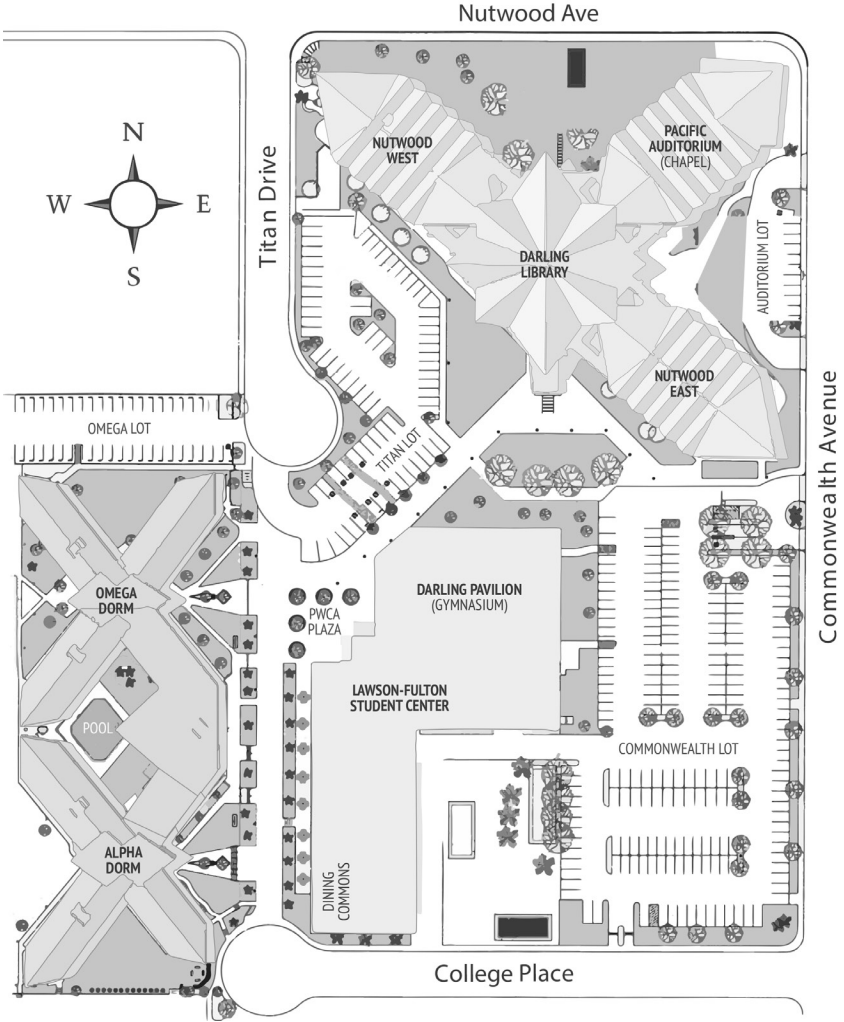 Nutwood Ave
N
W
E
S
Titan Drive
NUTWOOD
WEST
PACIFIC
AUDITORIUM
(CHAPEL)
DARLING
LIBRARY
AUDITORIUM LOT
NUTWOOD
EAST
Commonwealth Avenue
OMEGA LOT
TITAN LOT
OMEGA
DORM
DARLING PAVILION
(GYMNASIUM)
PWCA
PLAZA
LAWSON-FULTON
STUDENT CENTER
POOL
COMMONWEALTH LOT
ALPHA
DORM
DINING
COMMONS
College Place